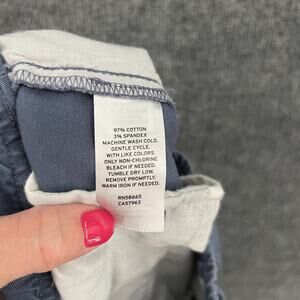 97% COTTON
3% SPANDEX
MACHINE WASH COLD.
GENTLE CYCLE.
WITH LIKE COLORS.
ONLY NON-CHLORINE
BLEACH IF NEEDED.
TUMBLE DRY LOW.
REMOVE PROMPTLY.
WARM IRON IF NEEDED.
RN58665
CA57963